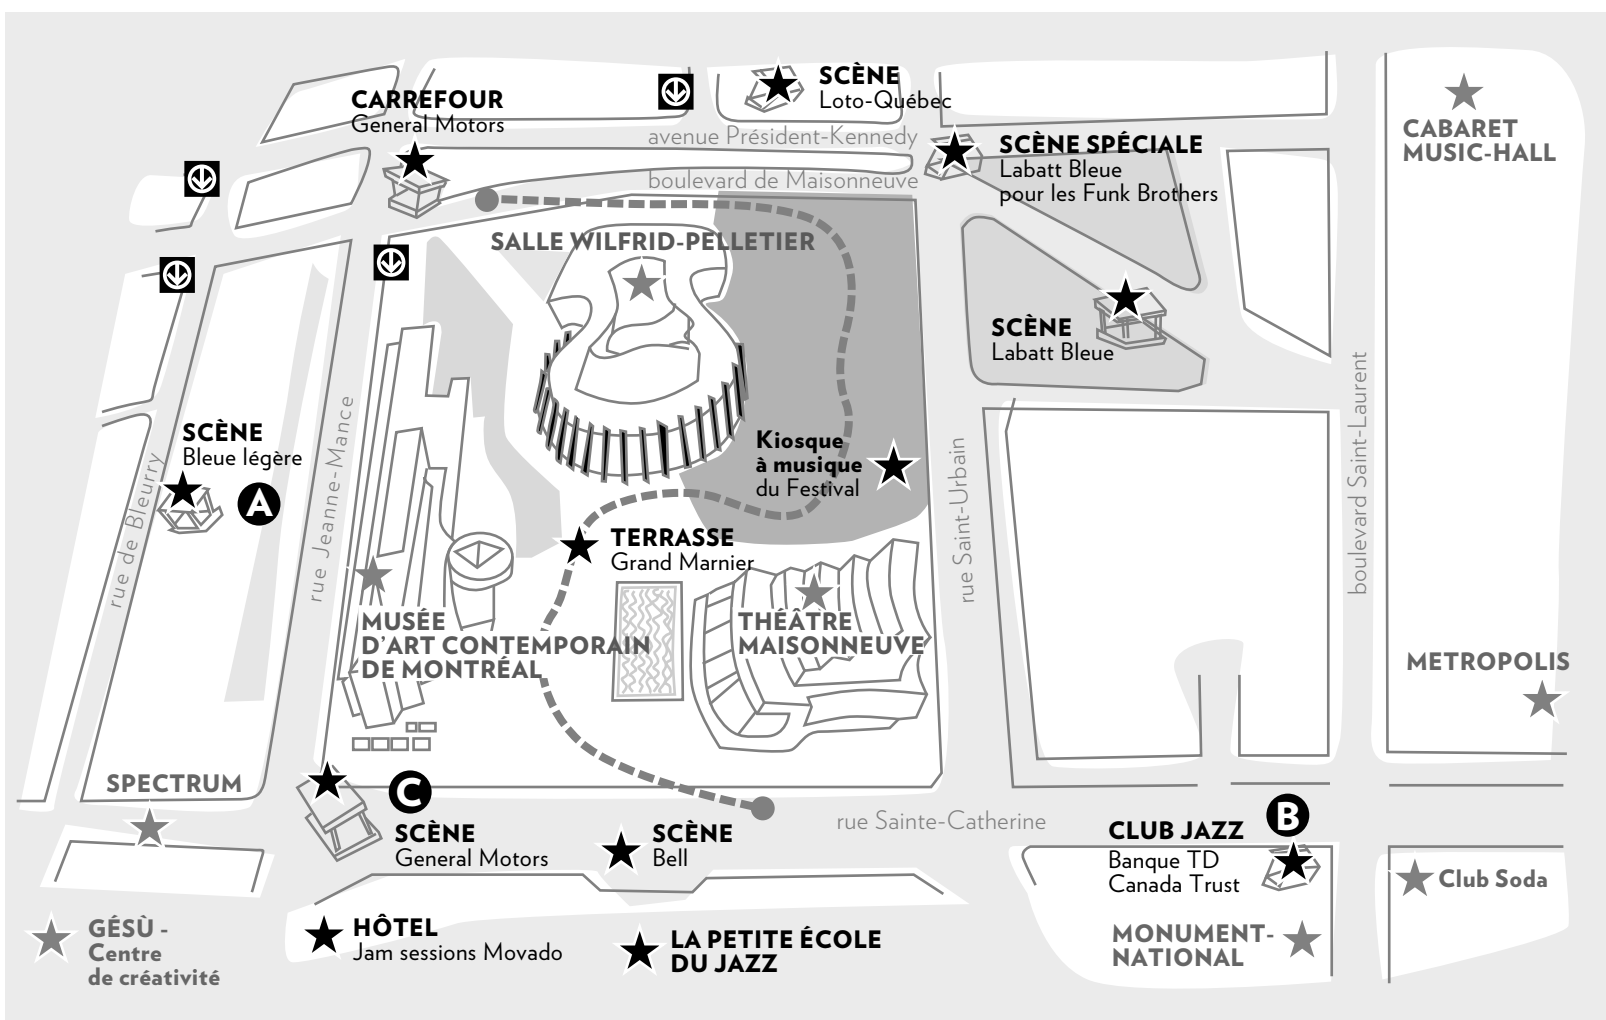 SCÈNE
Loto-Québec
CARREFOUR
General Motors
avenue Président-Kennedy
SCÈNE SPÉCIALE
Labatt Bleue
pour les Funk Brothers
CABARET
MUSIC-HALL
boulevard de Maisonneuve
SALLE WILFRID-PELLETIER
SCÈNE
Labatt Bleue
SCÈNE
Bleue légère
A
Kiosque
à musique
du Festival
rue de Bleurry
rue Jeanne-Mance
rue Saint-Urbain
boulevard Saint-Laurent
TERRASSE
Grand Marnier
MUSÉE
D'ART CONTEMPORAIN
DE MONTRÉAL
THÉÂTRE
MAISONNEUVE
METROPOLIS
SPECTRUM
C
SCÈNE
General Motors
SCÈNE
Bell
rue Sainte-Catherine
B
CLUB JAZZ
Banque TD
Canada Trust
Club Soda
GÉSÙ -
Centre
de créativité
HÔTEL
Jam sessions Movado
LA PETITE ÉCOLE
DU JAZZ
MONUMENT-
NATIONAL